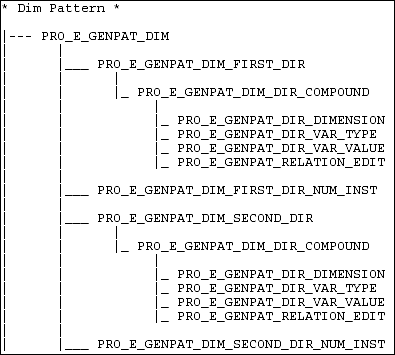 * Dim Pattern *
|--- PRO_E_GENPAT_DIM
|___ PRO_E_GENPAT_DIM_FIRST_DIR
|_ PRO_E_GENPAT_DIM_DIR_COMPOUND
|_ PRO_E_GENPAT_DIR_DIMENSION
|_ PRO_E_GENPAT_DIR_VAR_TYPE
|_ PRO_E_GENPAT_DIR_VAR_VALUE
|_ PRO_E_GENPAT_RELATION_EDIT
|___ PRO_E_GENPAT_DIM_FIRST_DIR_NUM_INST
|___ PRO_E_GENPAT_DIM_SECOND_DIR
|_ PRO_E_GENPAT_DIM_DIR_COMPOUND
|_ PRO_E_GENPAT_DIR_DIMENSION
|_ PRO_E_GENPAT_DIR_VAR_TYPE
|_ PRO_E_GENPAT_DIR_VAR_VALUE
|_ PRO_E_GENPAT_RELATION_EDIT
|___ PRO_E_GENPAT_DIM_SECOND_DIR_NUM_INST